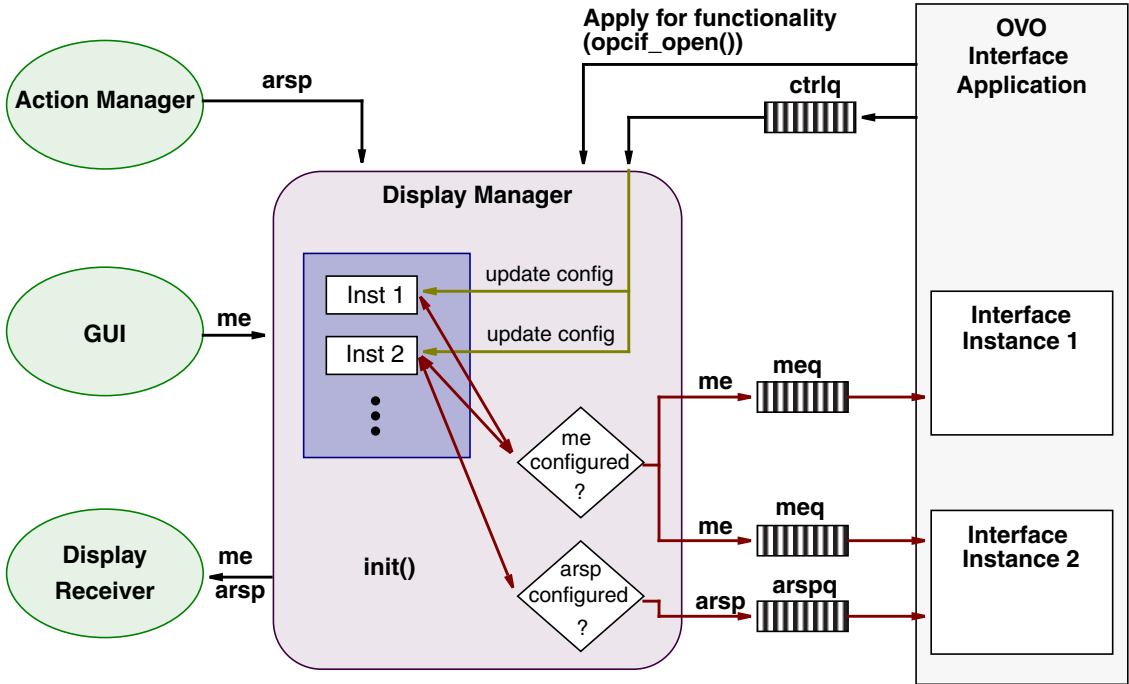 Apply for functionality
(opcif_open())
OVO
Interface
Application
Action Manager
arsp
ctrlq
Display Manager
update config
Inst 1
GUI
me
update config
Inst 2
Interface
Instance 1
me
meq
me
configured
?
me
meq
Interface
Instance 2
Display
Receiver
me
arsp
init()
arsp
configured
?
arsp
arspq